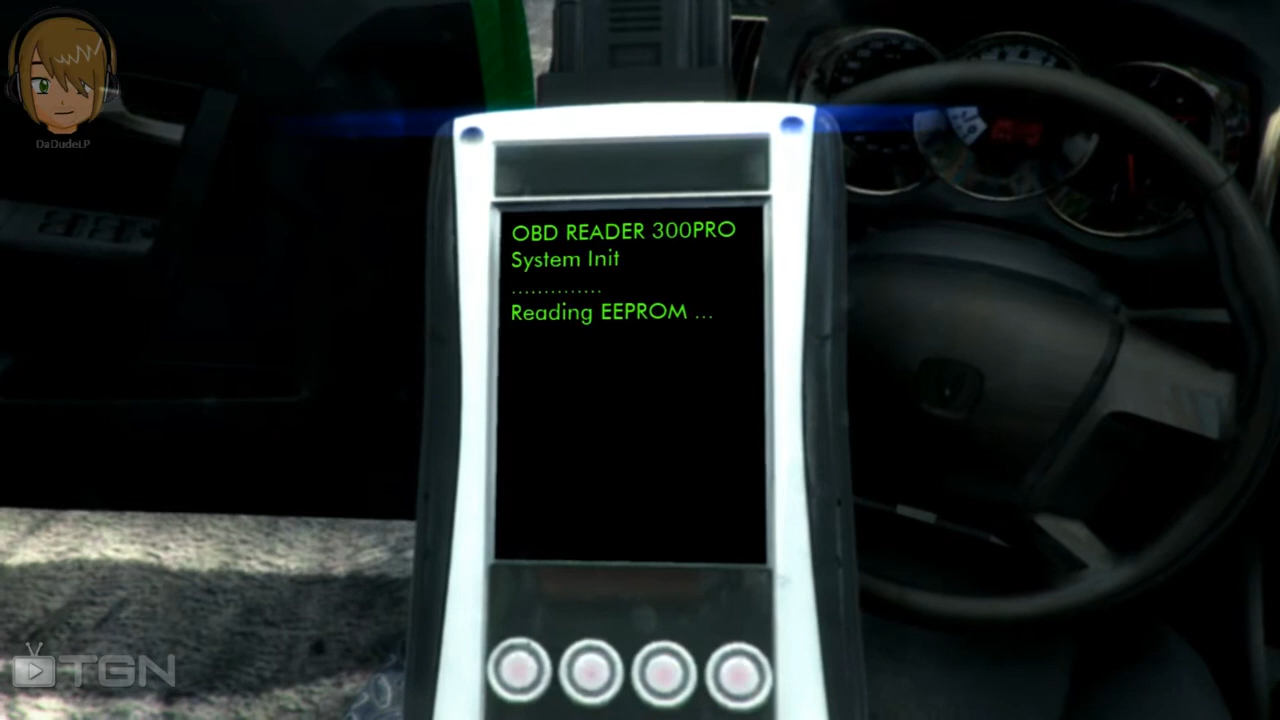 DaDudeLP
OBD READER 300PRO
System Init
..............
Reading EEPROM ...
TGN